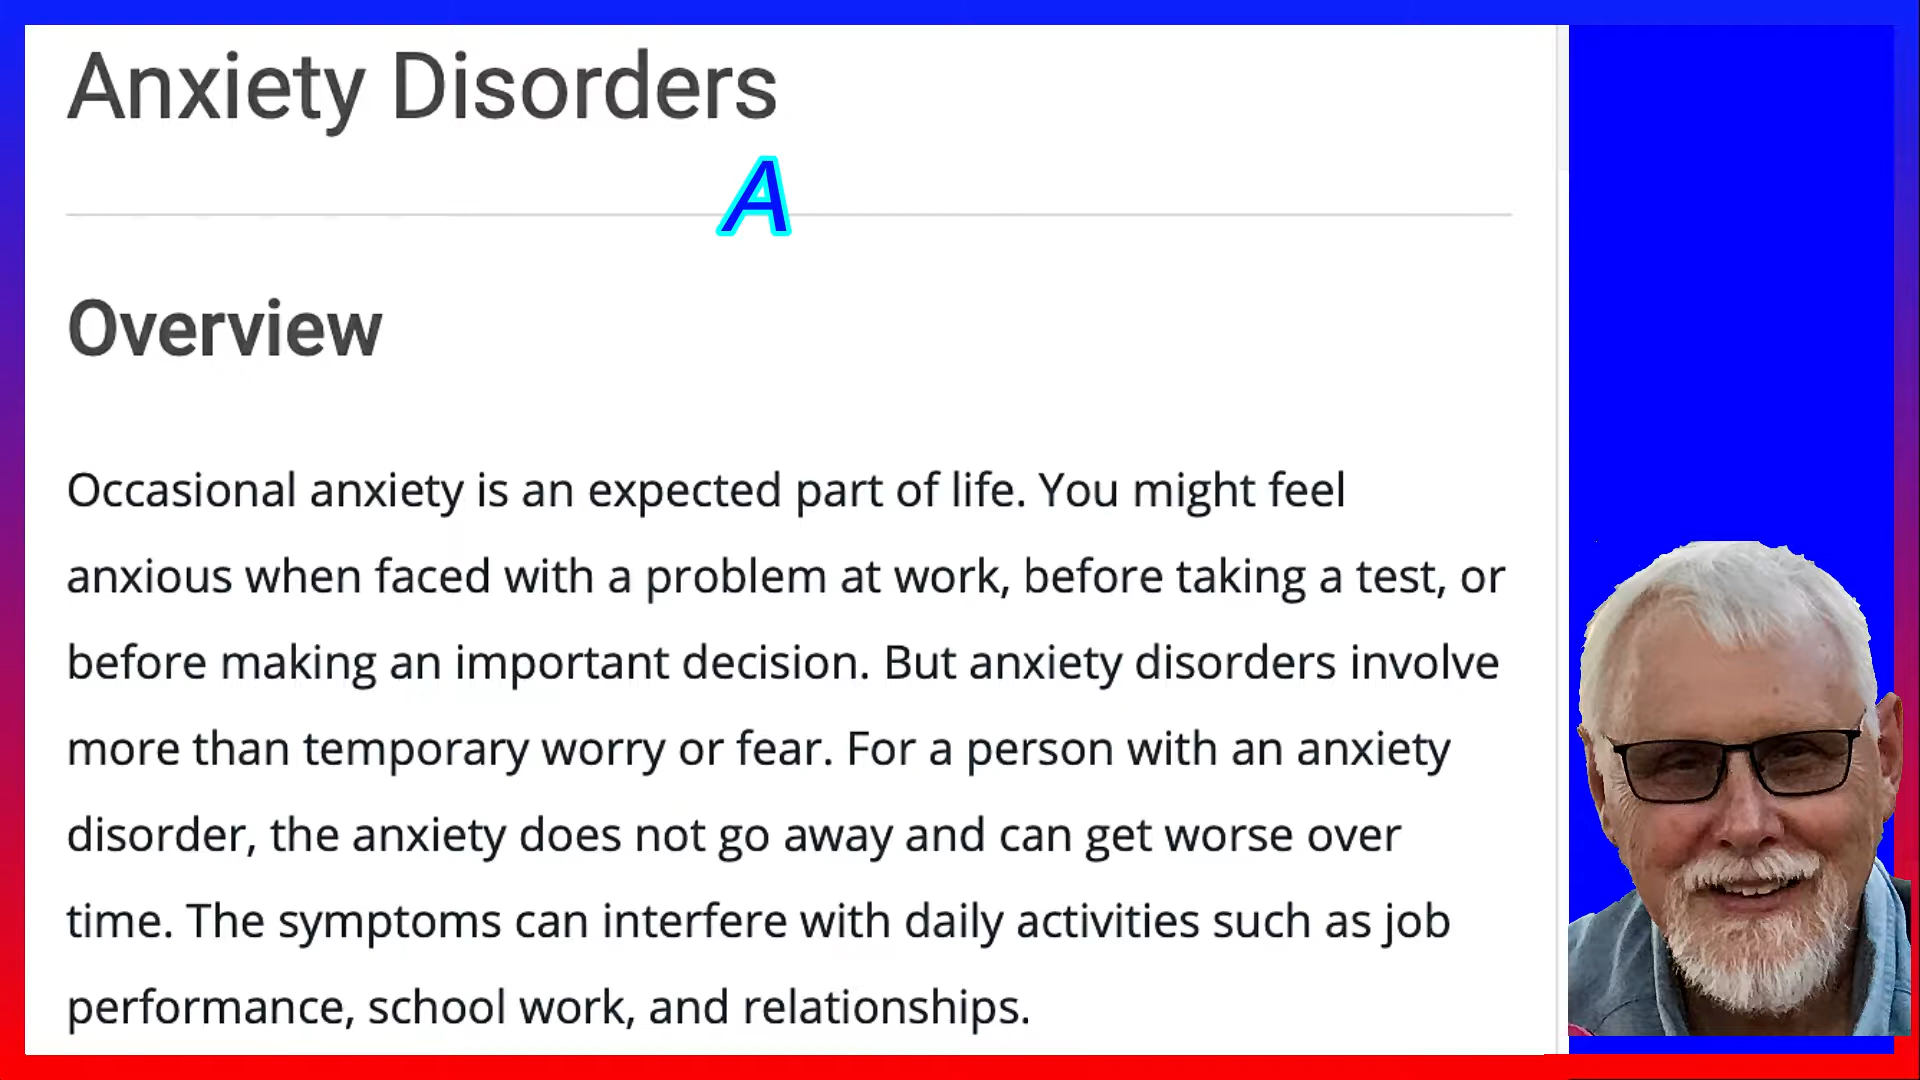 Anxiety Disorders
A
Overview
Occasional anxiety is an expected part of life. You might feel
anxious when faced with a problem at work, before taking a test, or
before making an important decision. But anxiety disorders involve
more than temporary worry or fear. For a person with an anxiety
disorder, the anxiety does not go away and can get worse over
time. The symptoms can interfere with daily activities such as job
performance, school work, and relationships.